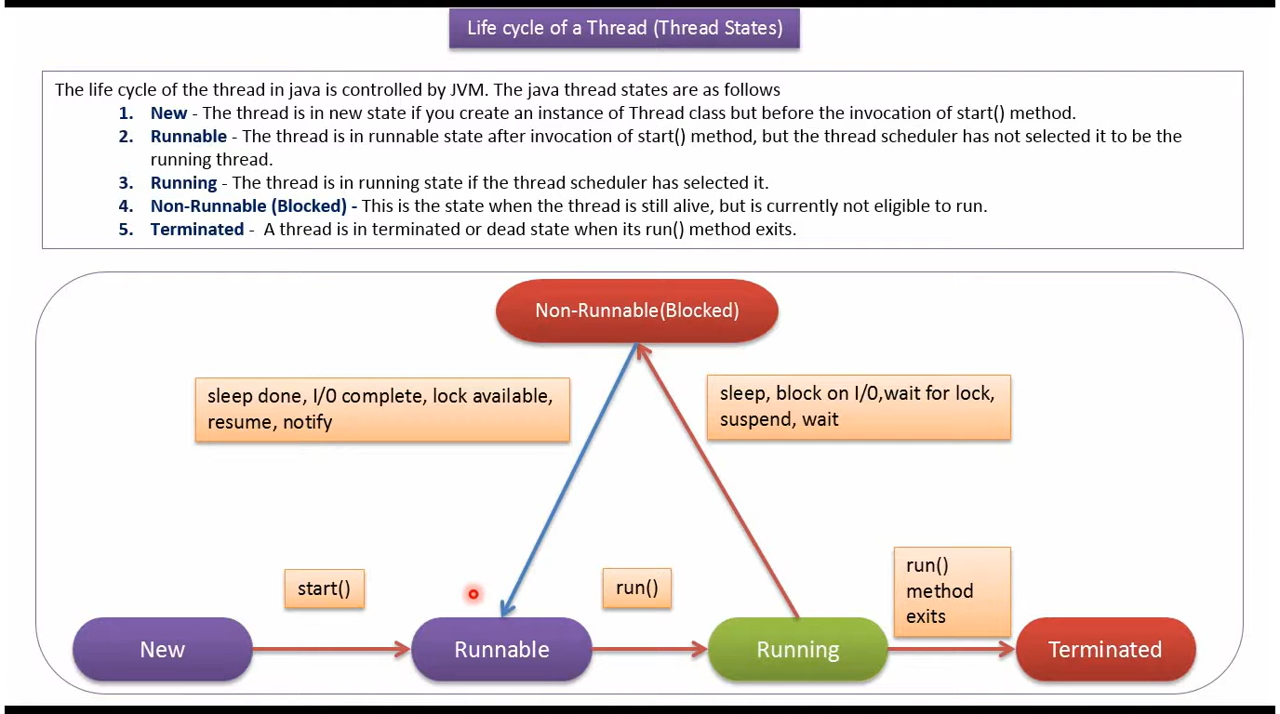 Life cycle of a Thread (Thread States)
The life cycle of the thread in java is controlled by JVM. The java thread states are as follows
1. New - The thread is in new state if you create an instance of Thread class but before the invocation of start() method.
2. Runnable - The thread is in runnable state after invocation of start() method, but the thread scheduler has not selected it to be the
running thread.
3. Running - The thread is in running state if the thread scheduler has selected it.
4. Non-Runnable (Blocked) - This is the state when the thread is still alive, but is currently not eligible to run.
5. Terminated - A thread is in terminated or dead state when its run() method exits.
Non-Runnable(Blocked)
sleep done, I/0 complete, lock available,
resume, notify
sleep, block on I/0,wait for lock,
suspend, wait
start()
run()
run()
method
exits
New
Runnable
Running
Terminated